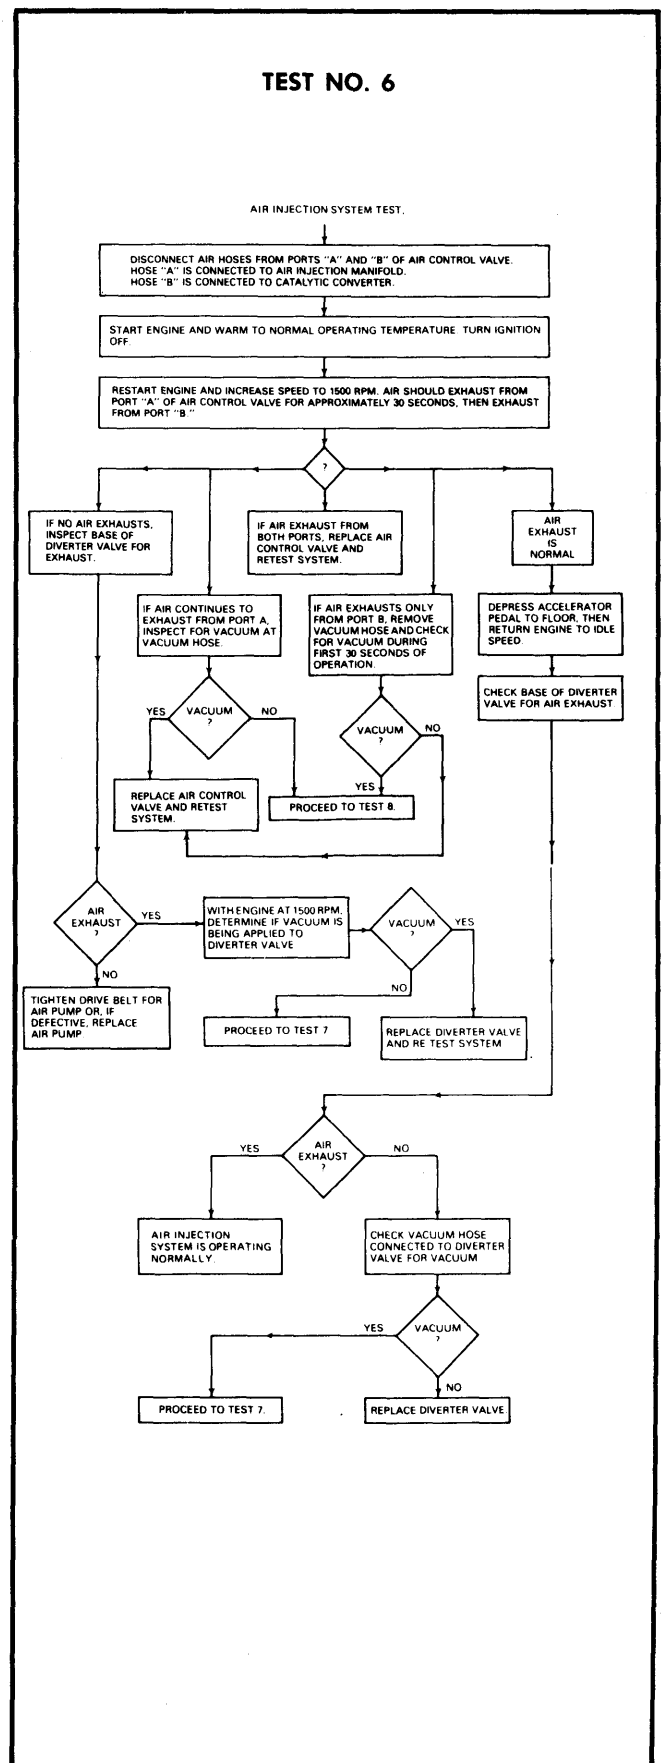 TEST NO. 6
AIR INJECTION SYSTEM TEST.
DISCONNECT AIR HOSES FROM PORTS "A" AND "B" OF AIR CONTROL VALVE.
HOSE "A" IS CONNECTED TO AIR INJECTION MANIFOLD.
HOSE "B" IS CONNECTED TO CATALYTIC CONVERTER.
START ENGINE AND WARM TO NORMAL OPERATING TEMPERATURE. TURN IGNITION
OFF.
RESTART ENGINE AND INCREASE SPEED TO 1500 RPM. AIR SHOULD EXHAUST FROM
PORT "A" OF AIR CONTROL VALVE FOR APPROXIMATELY 30 SECONDS, THEN EXHAUST
FROM PORT "B."
?
IF NO AIR EXHAUSTS,
INSPECT BASE OF
DIVERTER VALVE FOR
EXHAUST.
IF AIR EXHAUST FROM
BOTH PORTS, REPLACE AIR
CONTROL VALVE AND
RETEST SYSTEM.
AIR
EXHAUST
IS
NORMAL
IF AIR CONTINUES TO
EXHAUST FROM PORT A,
INSPECT FOR VACUUM AT
VACUUM HOSE.
IF AIR EXHAUSTS ONLY
FROM PORT B, REMOVE
VACUUM HOSE AND CHECK
FOR VACUUM DURING
FIRST 30 SECONDS OF
OPERATION.
DEPRESS ACCELERATOR
PEDAL TO FLOOR, THEN
RETURN ENGINE TO IDLE
SPEED.
CHECK BASE OF DIVERTER
VALVE FOR AIR EXHAUST
YES
VACUUM
?
NO
VACUUM
?
NO
YES
REPLACE AIR CONTROL
VALVE AND RETEST
SYSTEM.
PROCEED TO TEST 8.
AIR
EXHAUST
?
YES
WITH ENGINE AT 1500 RPM,
DETERMINE IF VACUUM IS
BEING APPLIED TO
DIVERTER VALVE
VACUUM
?
YES
NO
NO
TIGHTEN DRIVE BELT FOR
AIR PUMP OR, IF
DEFECTIVE, REPLACE
AIR PUMP
PROCEED TO TEST 7
REPLACE DIVERTER VALVE
AND RE TEST SYSTEM
YES
AIR
EXHAUST
?
NO
AIR INJECTION
SYSTEM IS OPERATING
NORMALLY.
CHECK VACUUM HOSE
CONNECTED TO DIVERTER
VALVE FOR VACUUM
YES
VACUUM
?
NO
PROCEED TO TEST 7.
REPLACE DIVERTER VALVE.